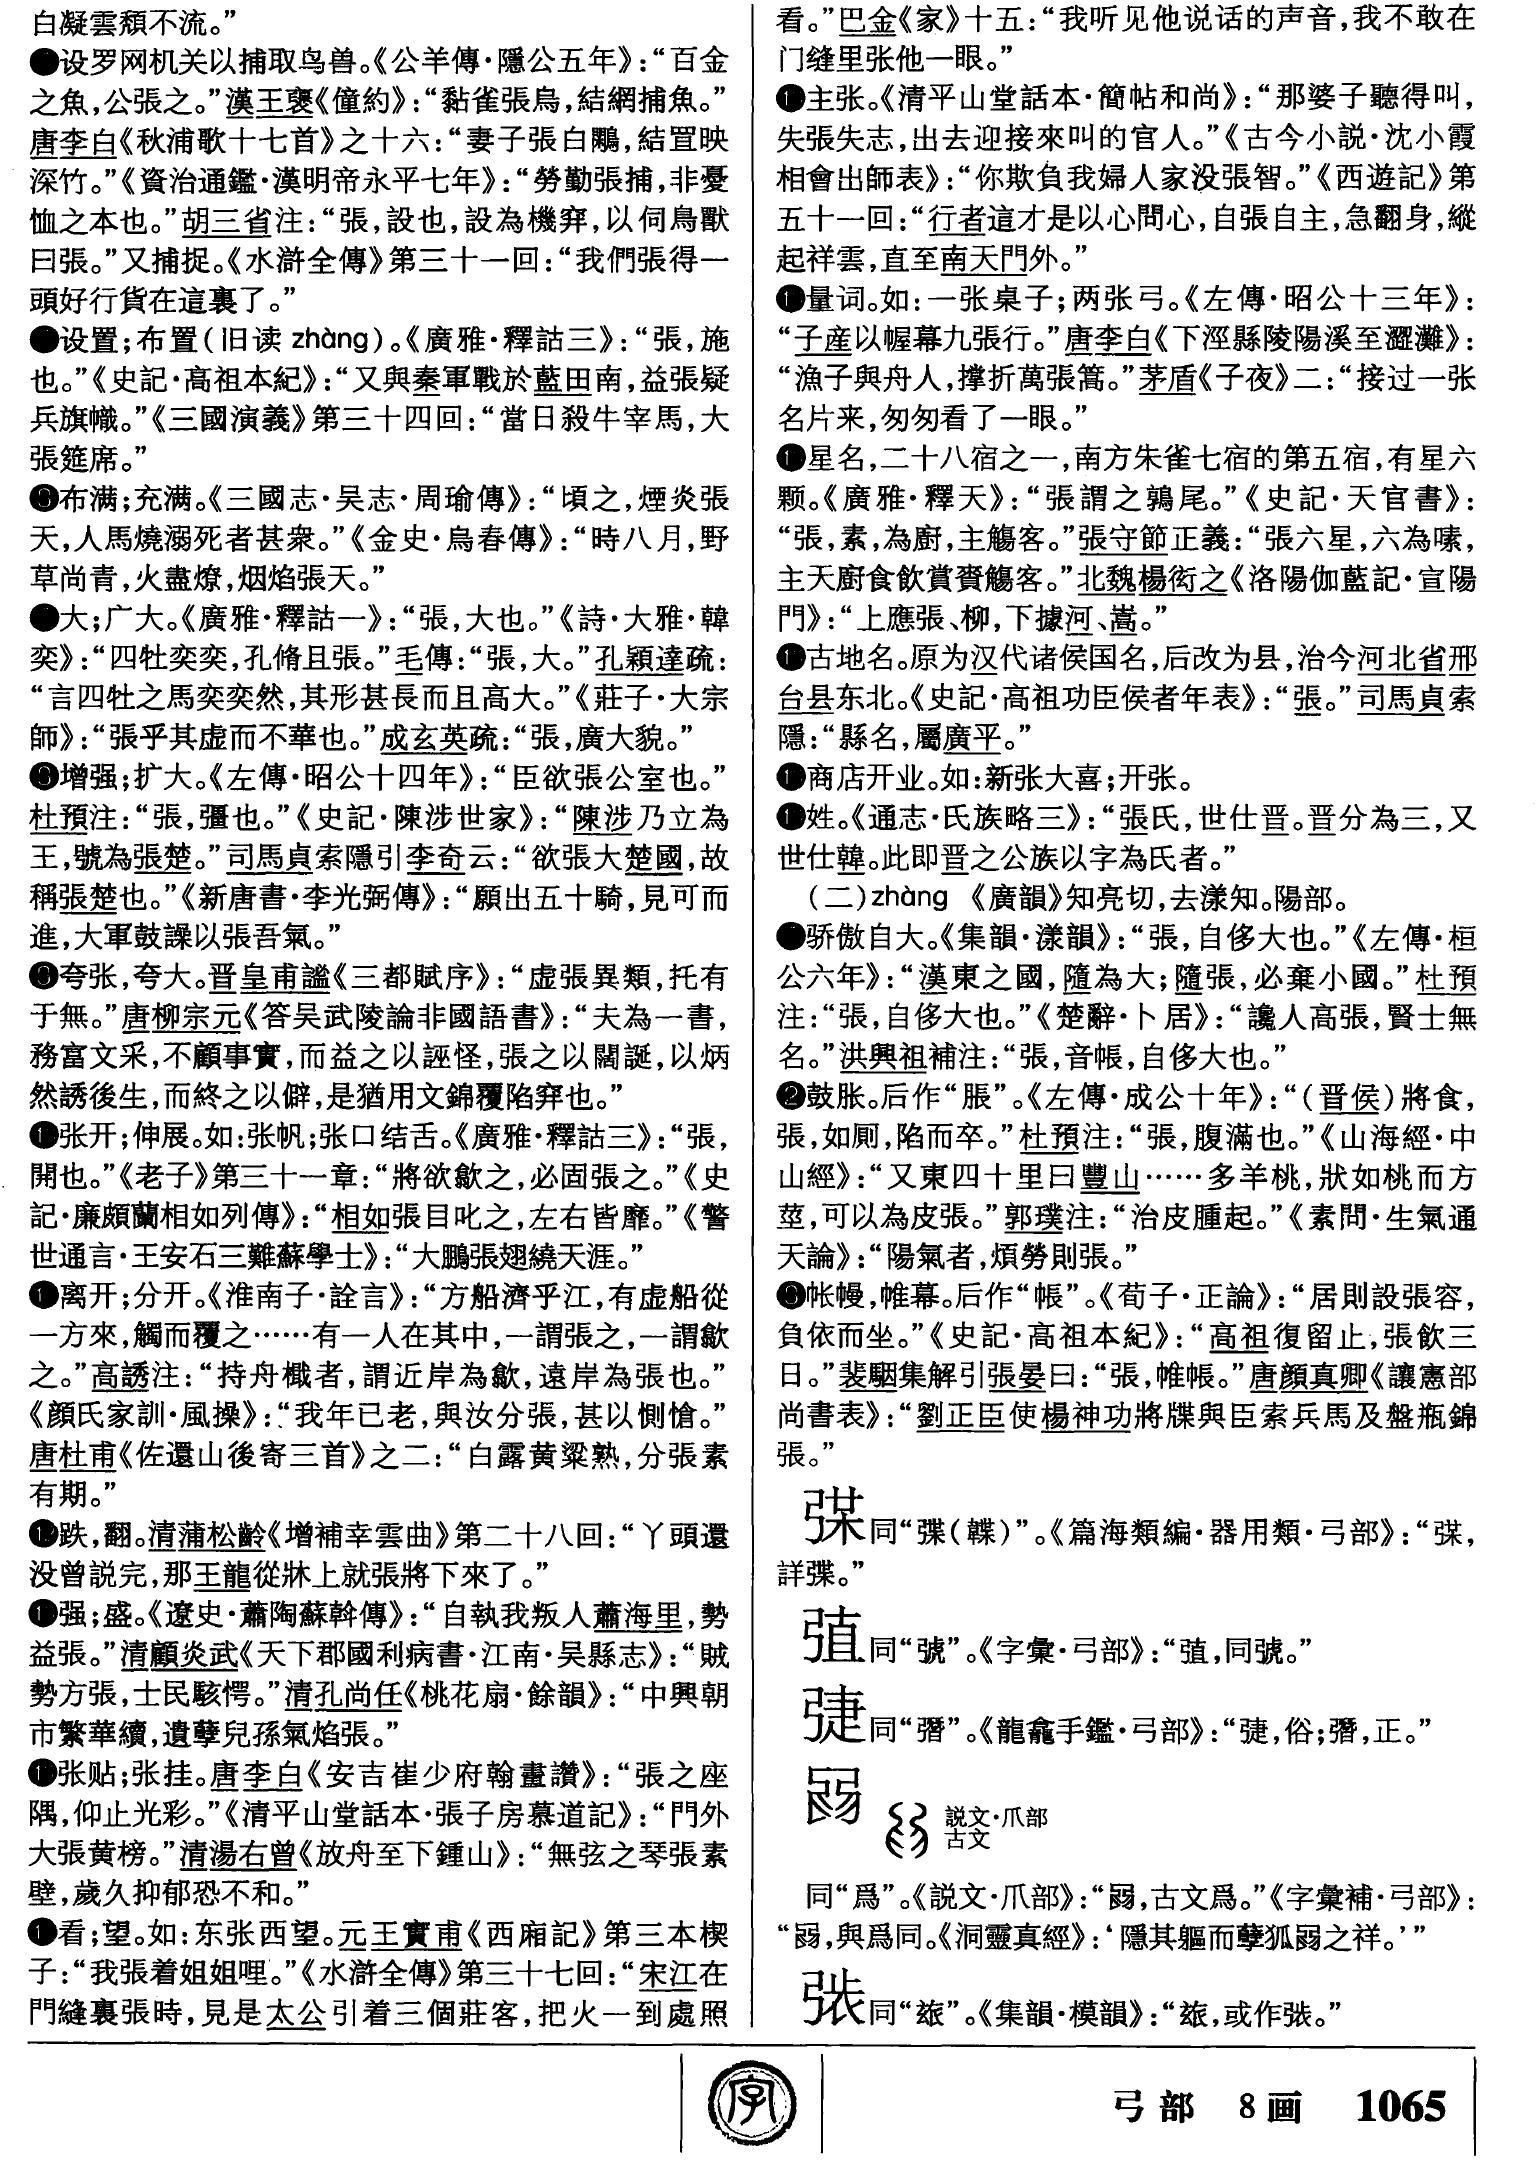 白凝雲頹不流。”
●设罗网机关以捕取鸟兽。《公羊傳·隱公五年》：“百金
之魚，公張之。”漢王褒《僮約》：“黏雀張烏，結網捕魚。”
唐李白《秋浦歌十七首》之十六：“妻子張白鷴，結罝映
深竹。”《資治通鑑·漢明帝永平七年》：“勞勤張捕，非憂
恤之本也。”胡三省注：“張，設也，設為機穽，以伺鳥獸
曰張。”又捕捉。《水滸全傳》第三十一回：“我們張得一
頭好行貨在這裏了。”
●设置；布置（旧读 zhàng）。《廣雅·釋詁三》：“張，施
也。”《史記·高祖本紀》：“又與秦軍戰於藍田南，益張疑
兵旗幟。”《三國演義》第三十四回：“當日殺牛宰馬，大
張筵席。”
❻布满；充满。《三國志·吴志·周瑜傳》：“頃之，煙炎張
天，人馬燒溺死者甚衆。”《金史·烏春傳》：“時八月，野
草尚青，火盡燎，烟焰張天。”
●大；广大。《廣雅·釋詁一》：“張，大也。”《詩·大雅·韓
奕》：“四牡奕奕，孔脩且張。”毛傳：“張，大。”孔穎達疏：
“言四牡之馬奕奕然，其形甚長而且高大。”《莊子·大宗
師》：“張乎其虚而不華也。”成玄英疏：“張，廣大貌。”
❽增强；扩大。《左傳·昭公十四年》：“臣欲張公室也。”
杜預注：“張，彊也。”《史記·陳涉世家》：“陳涉乃立為
王，號為張楚。”司馬貞索隱引李奇云：“欲張大楚國，故
稱張楚也。”《新唐書·李光弼傳》：“願出五十騎，見可而
進，大軍鼓譟以張吾氣。”
❾夸张，夸大。晋皇甫謐《三都賦序》：“虚張異類，托有
于無。”唐柳宗元《答吴武陵論非國語書》：“夫為一書，
務富文采，不顧事實，而益之以誣怪，張之以闊誕，以炳
然誘後生，而終之以僻，是猶用文錦覆陷穽也。”
❿张开；伸展。如：张帆；张口结舌。《廣雅·釋詁三》：“張，
開也。”《老子》第三十一章：“將欲歙之，必固張之。”《史
記·廉頗蘭相如列傳》：“相如張目叱之，左右皆靡。”《警
世通言·王安石三難蘇學士》：“大鵬張翅繞天涯。”
⓫离开；分开。《淮南子·詮言》：“方船濟乎江，有虚船從
一方來，觸而覆之……有一人在其中，一謂張之，一謂歙
之。”高誘注：“持舟檝者，謂近岸為歙，遠岸為張也。”
《顔氏家訓·風操》：“我年已老，與汝分張，甚以惻愴。”
唐杜甫《佐還山後寄三首》之二：“白露黄粱熟，分張素
有期。”
⓬跌，翻。清蒲松齡《增補幸雲曲》第二十八回：“丫頭還
没曾説完，那王龍從牀上就張將下來了。”
⓭强；盛。《遼史·蕭陶蘇斡傳》：“自執我叛人蕭海里，勢
益張。”清顧炎武《天下郡國利病書·江南·吴縣志》：“賊
勢方張，士民駭愕。”清孔尚任《桃花扇·餘韻》：“中興朝
市繁華續，遺孽兒孫氣焰張。”
⓮张贴；张挂。唐李白《安吉崔少府翰畫讚》：“張之座
隅，仰止光彩。”《清平山堂話本·張子房慕道記》：“門外
大張黄榜。”清湯右曾《放舟至下鍾山》：“無弦之琴張素
壁，歲久抑郁恐不和。”
⓯看；望。如：东张西望。元王實甫《西廂記》第三本楔
子：“我張着姐姐哩。”《水滸全傳》第三十七回：“宋江在
門縫裏張時，見是太公引着三個莊客，把火一到處照
看。”巴金《家》十五：“我听见他说话的声音，我不敢在
门缝里张他一眼。”
⓰主张。《清平山堂話本·簡帖和尚》：“那婆子聽得叫，
失張失志，出去迎接來叫的官人。”《古今小説·沈小霞
相會出師表》：“你欺負我婦人家没張智。”《西遊記》第
五十一回：“行者這才是以心問心，自張自主，急翻身，縱
起祥雲，直至南天門外。”
⓱量词。如：一张桌子；两张弓。《左傳·昭公十三年》：
“子産以幄幕九張行。”唐李白《下涇縣陵陽溪至澀灘》：
“漁子與舟人，撑折萬張篙。”茅盾《子夜》二：“接过一张
名片来，匆匆看了一眼。”
⓲星名，二十八宿之一，南方朱雀七宿的第五宿，有星六
颗。《廣雅·釋天》：“張謂之鶉尾。”《史記·天官書》：
“張，素，為廚，主觴客。”張守節正義：“張六星，六為嗉，
主天廚食飲賞賚觴客。”北魏楊衒之《洛陽伽藍記·宣陽
門》：“上應張、柳，下據河、嵩。”
⓳古地名。原为汉代诸侯国名，后改为县，治今河北省邢
台县东北。《史記·高祖功臣侯者年表》：“張。”司馬貞索
隱：“縣名，屬廣平。”
●商店开业。如：新张大喜；开张。
●姓。《通志·氏族略三》：“張氏，世仕晋。晋分為三，又
世仕韓。此即晋之公族以字為氏者。”
（二）zhàng 《廣韻》知亮切，去漾知。陽部。
●骄傲自大。《集韻·漾韻》：“張，自侈大也。”《左傳·桓
公六年》：“漢東之國，隨為大；隨張，必棄小國。”杜預
注：“張，自侈大也。”《楚辭·卜居》：“讒人高張，賢士無
名。”洪興祖補注：“張，音帳，自侈大也。”
❷鼓胀。后作“脹”。《左傳·成公十年》：“（晋侯）將食，
張，如厠，陷而卒。”杜預注：“張，腹滿也。”《山海經·中
山經》：“又東四十里曰豐山……多羊桃，狀如桃而方
莖，可以為皮張。”郭璞注：“治皮腫起。”《素問·生氣通
天論》：“陽氣者，煩勞則張。”
❸帐幔，帷幕。后作“帳”。《荀子·正論》：“居則設張容，
負依而坐。”《史記·高祖本紀》：“高祖復留止，張飲三
日。”裴駰集解引張晏曰：“張，帷帳。”唐顔真卿《讓憲部
尚書表》：“劉正臣使楊神功將牒與臣索兵馬及盤瓶錦
張。”
同“弽（韘）”。《篇海類編·器用類·弓部》：“
詳弽。”
同“號”。《字彙·弓部》：“ ，同號。”
同“彇”。《龍龕手鑑·弓部》：“ ，俗； ，正。”
説文·爪部
古文
同“爲”。《説文·爪部》：“ ，古文爲。”《字彙補·弓部》：
“ ，與爲同。《洞靈真經》：‘隱其軀而孽狐 之祥。’”
同“ ”。《集韻·模韻》：“ ，或作 。”
字
弓部 8画 1065